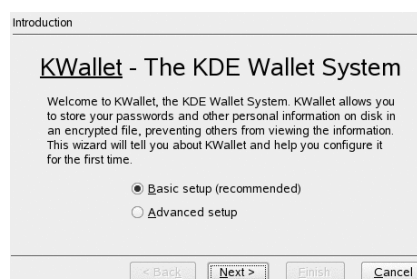 Introduction
KWallet - The KDE Wallet System
Welcome to KWallet, the KDE Wallet System. KWallet allows you
to store your passwords and other personal information on disk in
an encrypted file, preventing others from viewing the information.
This wizard will tell you about KWallet and help you configure it
for the first time.
Basic setup (recommended)
Advanced setup
< Back Next > Finish Cancel